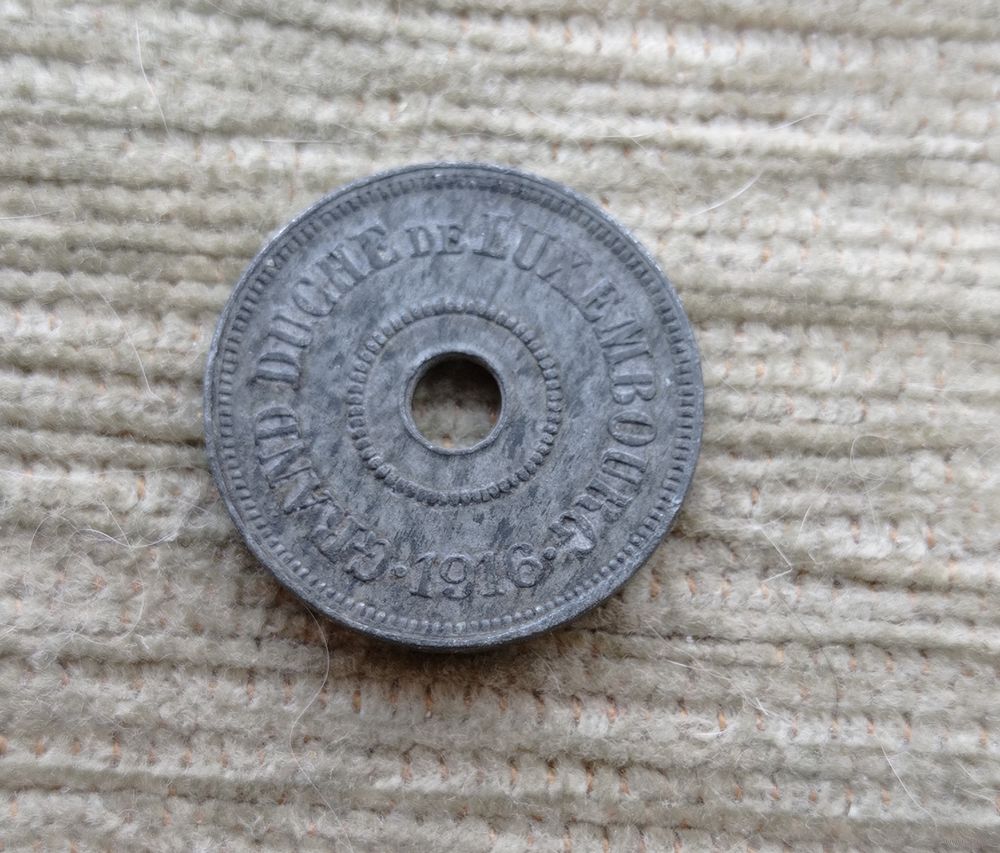 GRAND DUCHE DE LUXEMBOURG
· 1916 ·